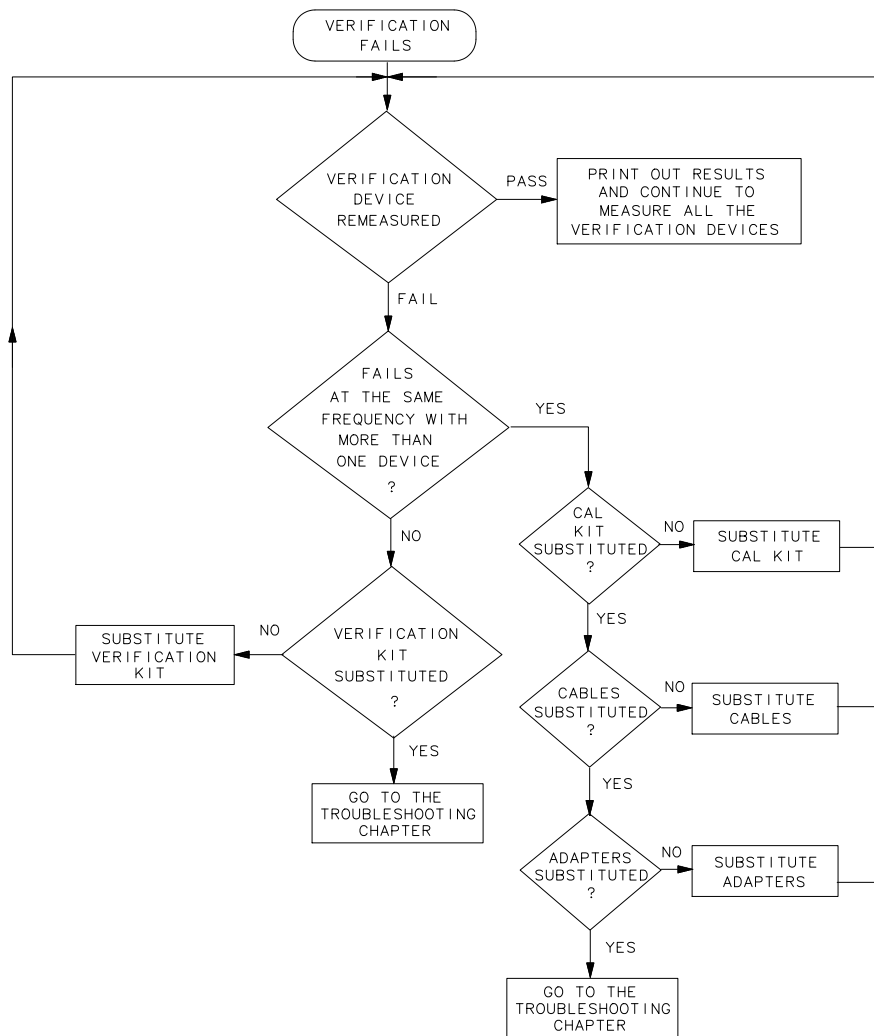 VERIFICATION
FAILS
VERIFICATION
DEVICE
REMEASURED
PASS
PRINT OUT RESULTS
AND CONTINUE TO
MEASURE ALL THE
VERIFICATION DEVICES
FAIL
FAILS
AT THE SAME
FREQUENCY WITH
MORE THAN
ONE DEVICE
?
YES
NO
CAL
KIT
SUBSTITUTED
?
NO
SUBSTITUTE
CAL KIT
YES
VERIFICATION
KIT
SUBSTITUTED
?
NO
SUBSTITUTE
VERIFICATION
KIT
YES
GO TO THE
TROUBLESHOOTING
CHAPTER
CABLES
SUBSTITUTED
?
NO
SUBSTITUTE
CABLES
YES
ADAPTERS
SUBSTITUTED
?
NO
SUBSTITUTE
ADAPTERS
YES
GO TO THE
TROUBLESHOOTING
CHAPTER